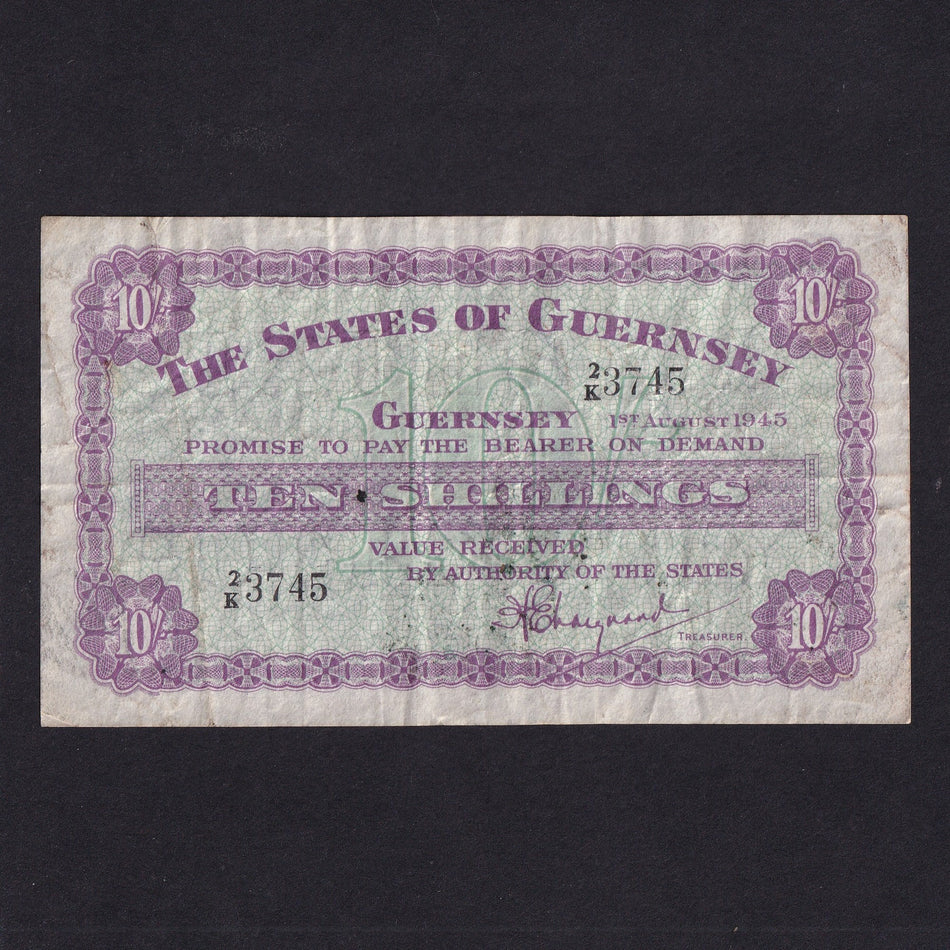 10/- 10/-
THE STATES OF GUERNSEY
2/K 3745
GUERNSEY 1ST AUGUST 1945
PROMISE TO PAY THE BEARER ON DEMAND
10/-
TEN SHILLINGS
VALUE RECEIVED
BY AUTHORITY OF THE STATES
2/K 3745
TREASURER.
10/- 10/-